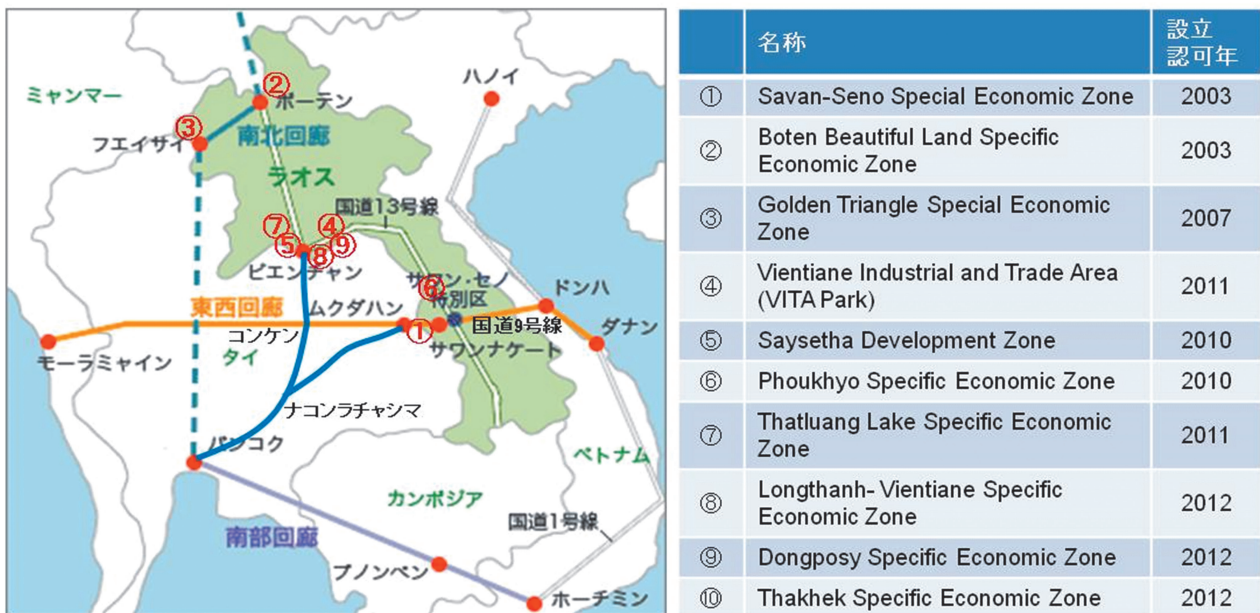 ハノイ
ミャンマー
②
ボーテン
③
フエイサイ
南北回廊
ラオス
国道13号線
⑦
④
⑤
⑧
⑨
ビエンチャン
サワン・セノ
⑥
特別区
ドンハ
東西回廊
ムクダハン
①
国道9号線
コンケン
サワンナケート
ダナン
モーラミャイン
タイ
ナコンラチャシマ
バンコク
ベトナム
カンボジア
国道1号線
南部回廊
プノンペン
ホーチミン
名称
設立
認可年
① Savan-Seno Special Economic Zone 2003
② Boten Beautiful Land Specific
Economic Zone 2003
③ Golden Triangle Special Economic
Zone 2007
④ Vientiane Industrial and Trade Area
(VITA Park) 2011
⑤ Saysetha Development Zone 2010
⑥ Phoukhyo Specific Economic Zone 2010
⑦ Thatluang Lake Specific Economic
Zone 2011
⑧ Longthanh- Vientiane Specific
Economic Zone 2012
⑨ Dongposy Specific Economic Zone 2012
⑩ Thakhek Specific Economic Zone 2012